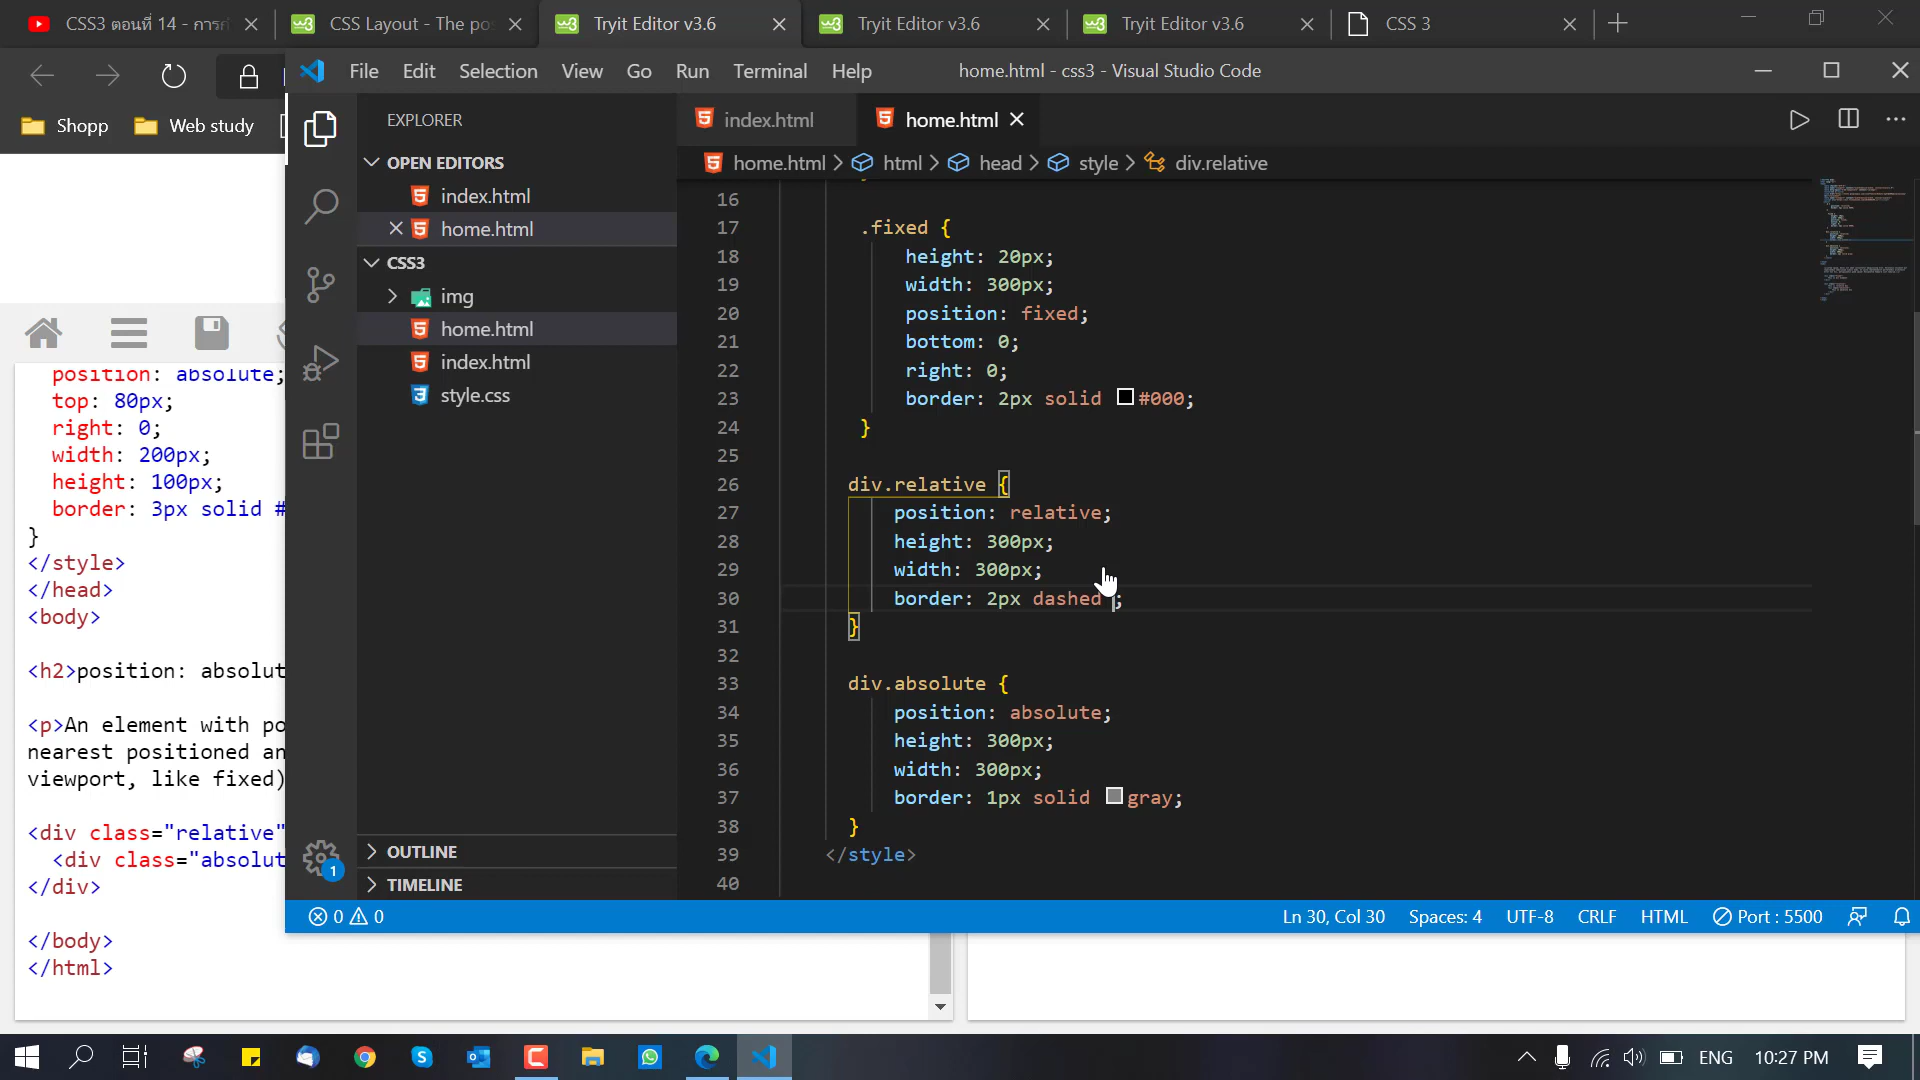 CSS3 ตอนที่ 14 - การกํ
CSS Layout - The po
Tryit Editor v3.6
Tryit Editor v3.6
Tryit Editor v3.6
CSS 3
File Edit Selection View Go Run Terminal Help
home.html - css3 - Visual Studio Code
Shopp
Web study
EXPLORER
OPEN EDITORS
index.html
home.html
CSS3
img
home.html
index.html
style.css
OUTLINE
TIMELINE
index.html
home.html
home.html > html > head > style > div.relative
16
17 .fixed {
18 height: 20px;
19 width: 300px;
20 position: fixed;
21 bottom: 0;
22 right: 0;
23 border: 2px solid #000;
24 }
25
26 div.relative {
27 position: relative;
28 height: 300px;
29 width: 300px;
30 border: 2px dashed ;
31 }
32
33 div.absolute {
34 position: absolute;
35 height: 300px;
36 width: 300px;
37 border: 1px solid gray;
38 }
39 </style>
40
position: absolute;
top: 80px;
right: 0;
width: 200px;
height: 100px;
border: 3px solid #
}
</style>
</head>
<body>
<h2>position: absolut
<p>An element with po
nearest positioned an
viewport, like fixed)
<div class="relative"
<div class="absolut
</div>
</body>
</html>
1
0 0
Ln 30, Col 30 Spaces: 4 UTF-8 CRLF HTML Port : 5500
ENG 10:27 PM